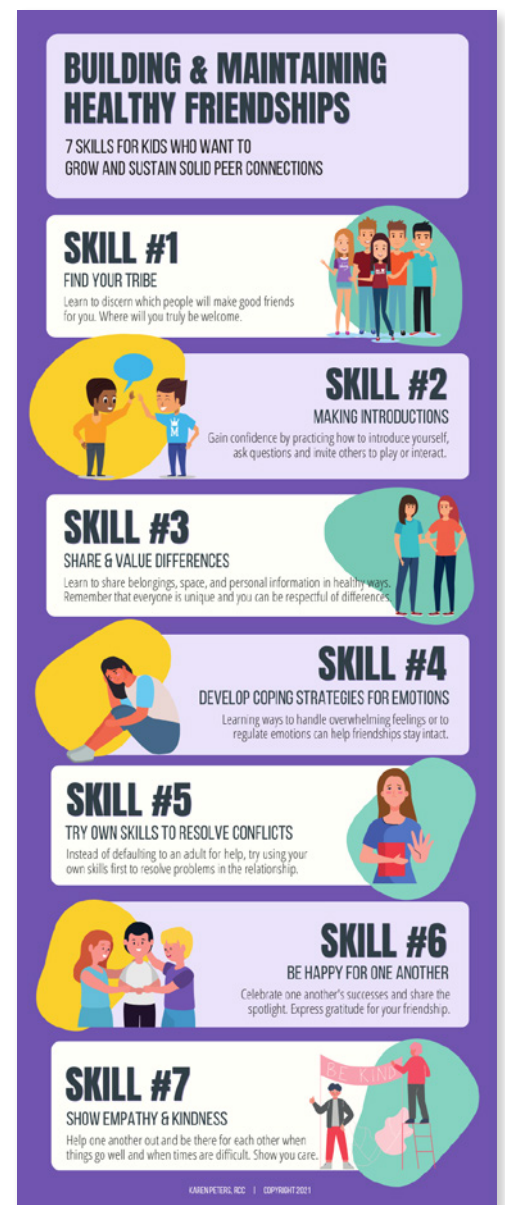 BUILDING & MAINTAINING
HEALTHY FRIENDSHIPS
7 SKILLS FOR KIDS WHO WANT TO
GROW AND SUSTAIN SOLID PEER CONNECTIONS
SKILL #1
FIND YOUR TRIBE
Learn to discern which people will make good friends
for you. Where will you truly be welcome.
SKILL #2
MAKING INTRODUCTIONS
Gain confidence by practicing how to introduce yourself,
ask questions and invite others to play or interact.
M
SKILL #3
SHARE & VALUE DIFFERENCES
Learn to share belongings, space, and personal information in healthy ways.
Remember that everyone is unique and you can be respectful of differences.
SKILL #4
DEVELOP COPING STRATEGIES FOR EMOTIONS
Learning ways to handle overwhelming feelings or to
regulate emotions can help friendships stay intact.
SKILL #5
TRY OWN SKILLS TO RESOLVE CONFLICTS
Instead of defaulting to an adult for help, try using your
own skills first to resolve problems in the relationship.
SKILL #6
BE HAPPY FOR ONE ANOTHER
Celebrate one another's successes and share the
spotlight. Express gratitude for your friendship.
SKILL #7
SHOW EMPATHY & KINDNESS
Help one another out and be there for each other when
things go well and when times are difficult. Show you care.
BE KIND
KAREN PETERS, RCC | COPYRIGHT 2021